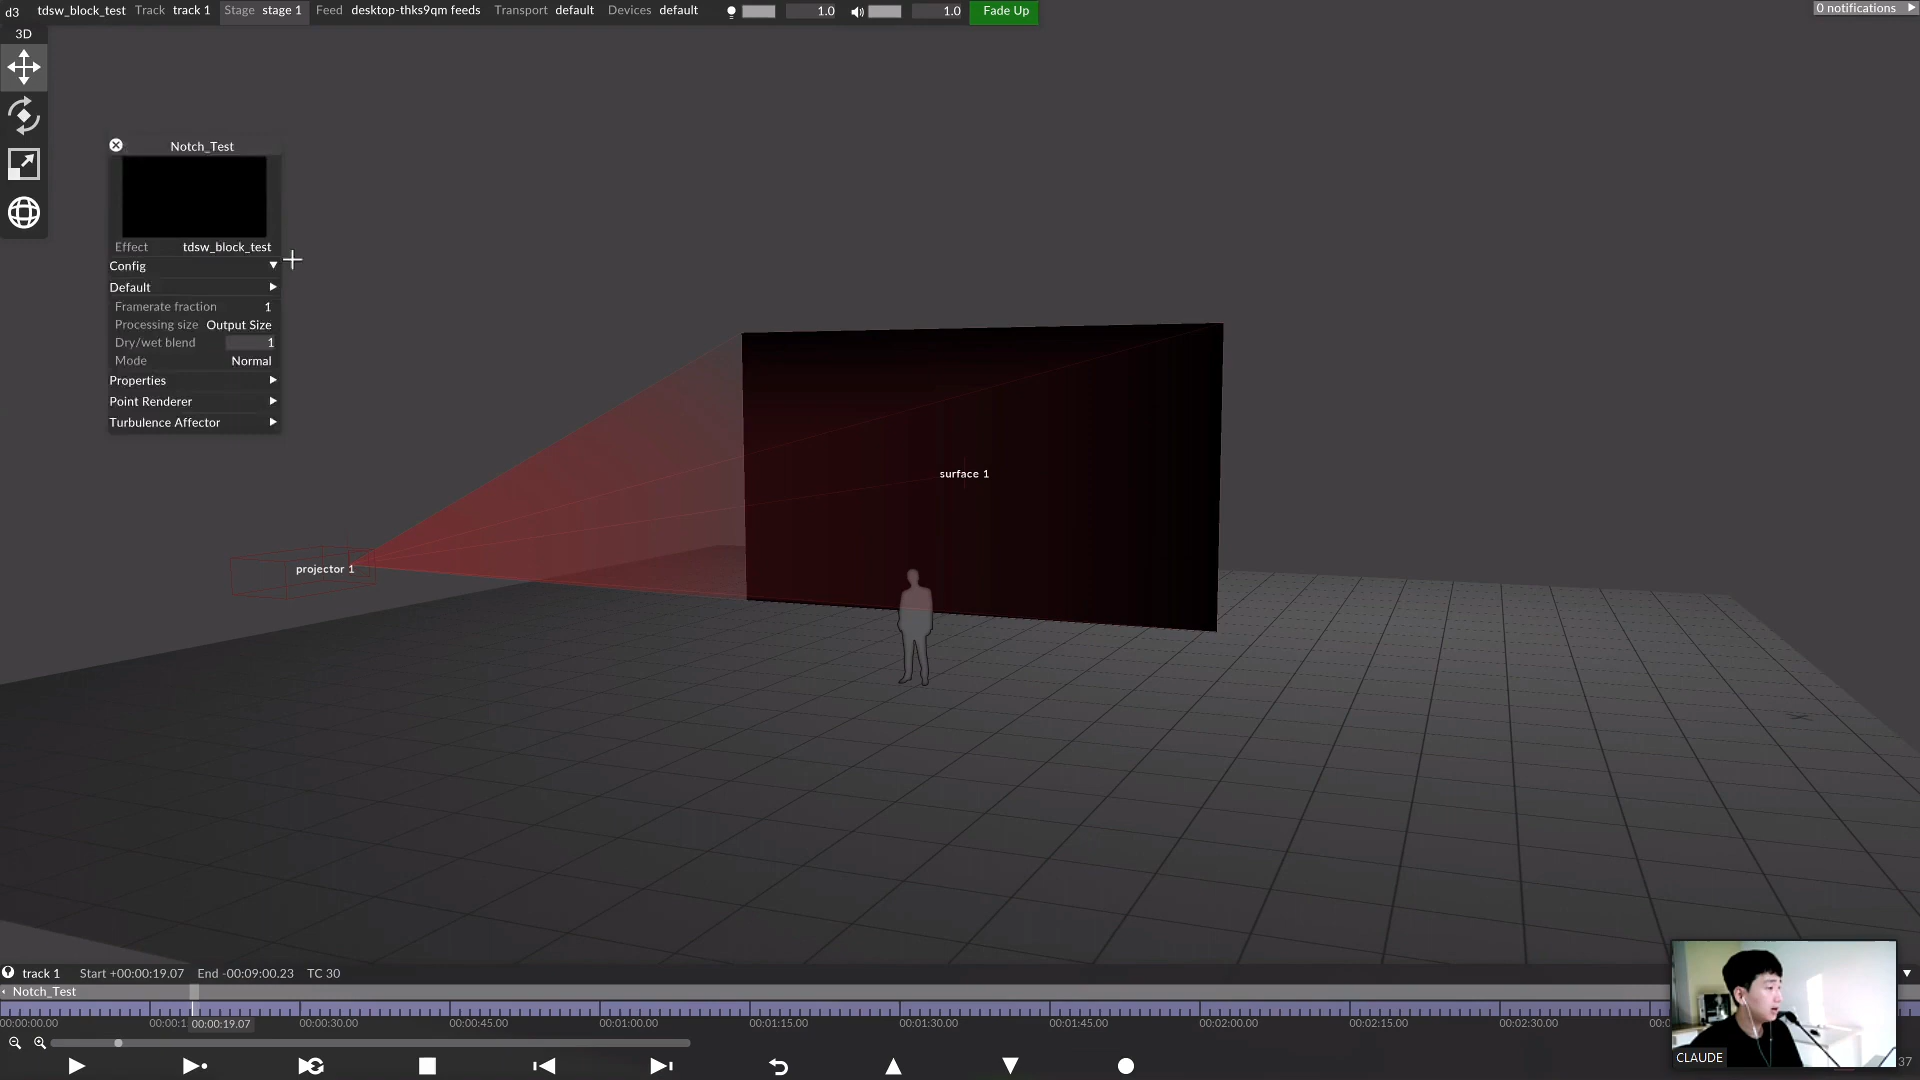 d3 tdsw_block_test Track track 1 Stage stage 1 Feed desktop-thks9qm feeds Transport default Devices default 1.0 1.0 Fade Up 0 notifications
3D
Notch_Test
Effect tdsw_block_test
Config
Default
Framerate fraction 1
Processing size Output Size
Dry/wet blend 1
Mode Normal
Properties
Point Renderer
Turbulence Affector
surface 1
projector 1
track 1 Start +00:00:19.07 End -00:09:00.23 TC 30
Notch_Test
00:00:00.00 00:00:1 00:00:19.07 00:00:30.00 00:00:45.00 00:01:00.00 00:01:15.00 00:01:30.00 00:01:45.00 00:02:00.00 00:02:15.00 00:02:30.00
CLAUDE
37